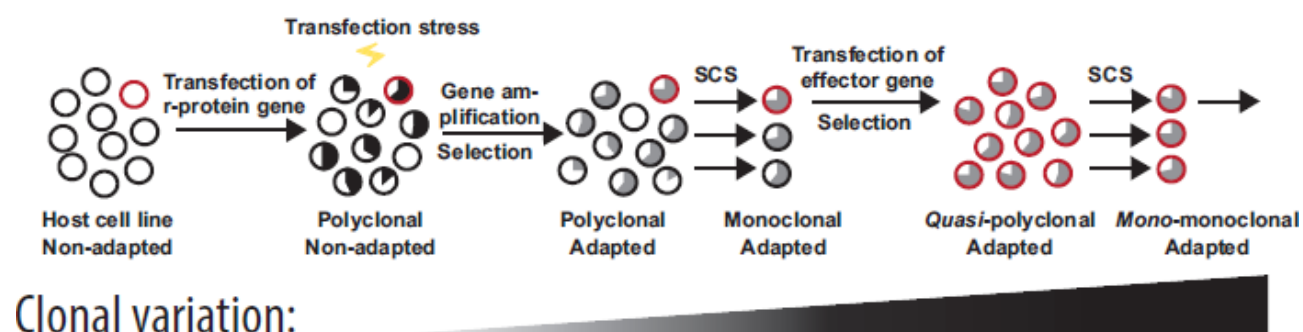 Transfection stress
Transfection of
r-protein gene
Gene am-
plification
Selection
SCS
Transfection of
effector gene
Selection
SCS
Host cell line
Non-adapted
Polyclonal
Non-adapted
Polyclonal
Adapted
Monoclonal
Adapted
Quasi-polyclonal
Adapted
Mono-monoclonal
Adapted
Clonal variation: